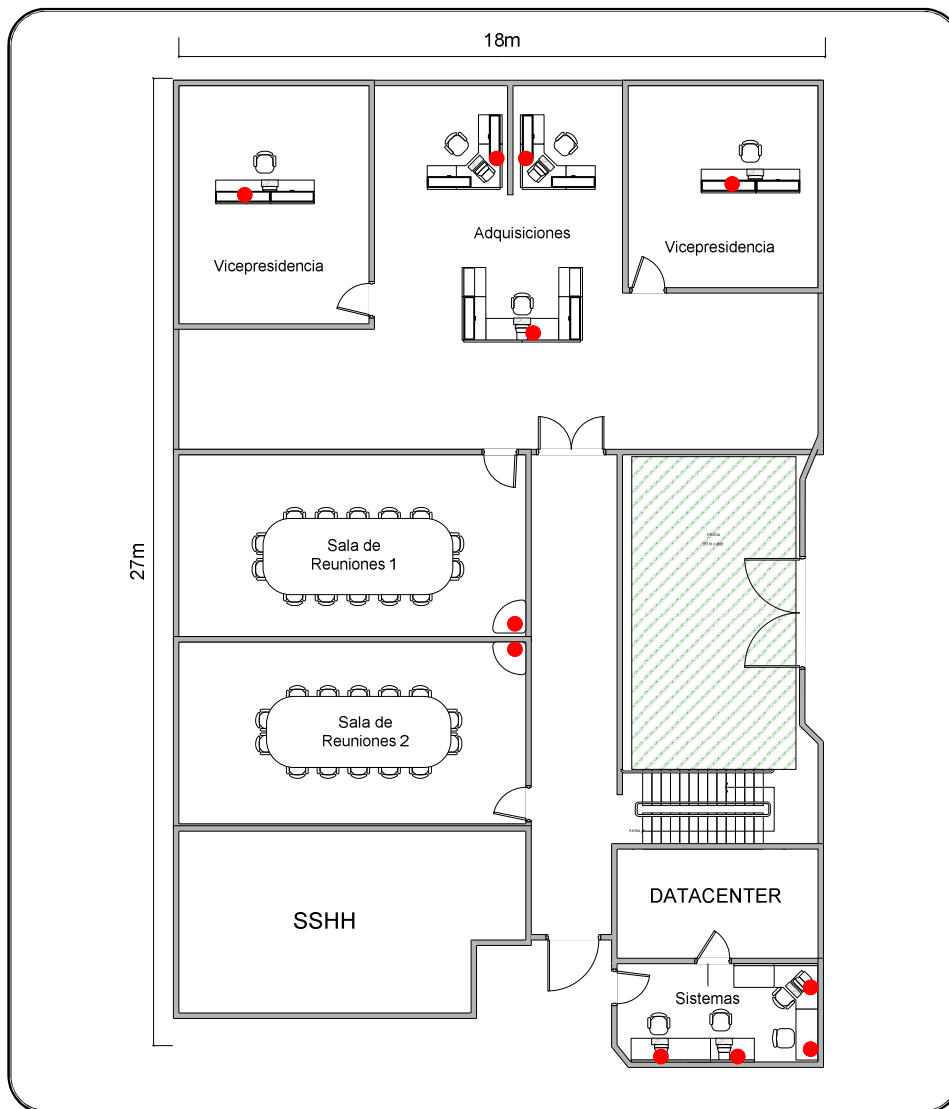 18m
Adquisiciones
Vicepresidencia
Vicepresidencia
27m
Sala de
Reuniones 1
Sala de
Reuniones 2
DATACENTER
SSHH
Sistemas